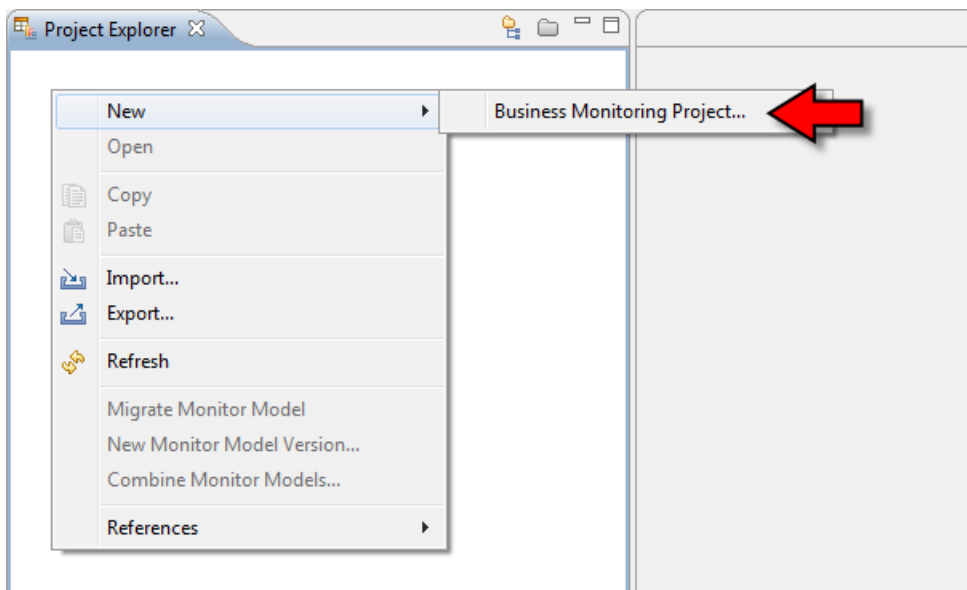 Project Explorer
New
Business Monitoring Project...
Open
Copy
Paste
Import...
Export...
Refresh
Migrate Monitor Model
New Monitor Model Version...
Combine Monitor Models...
References